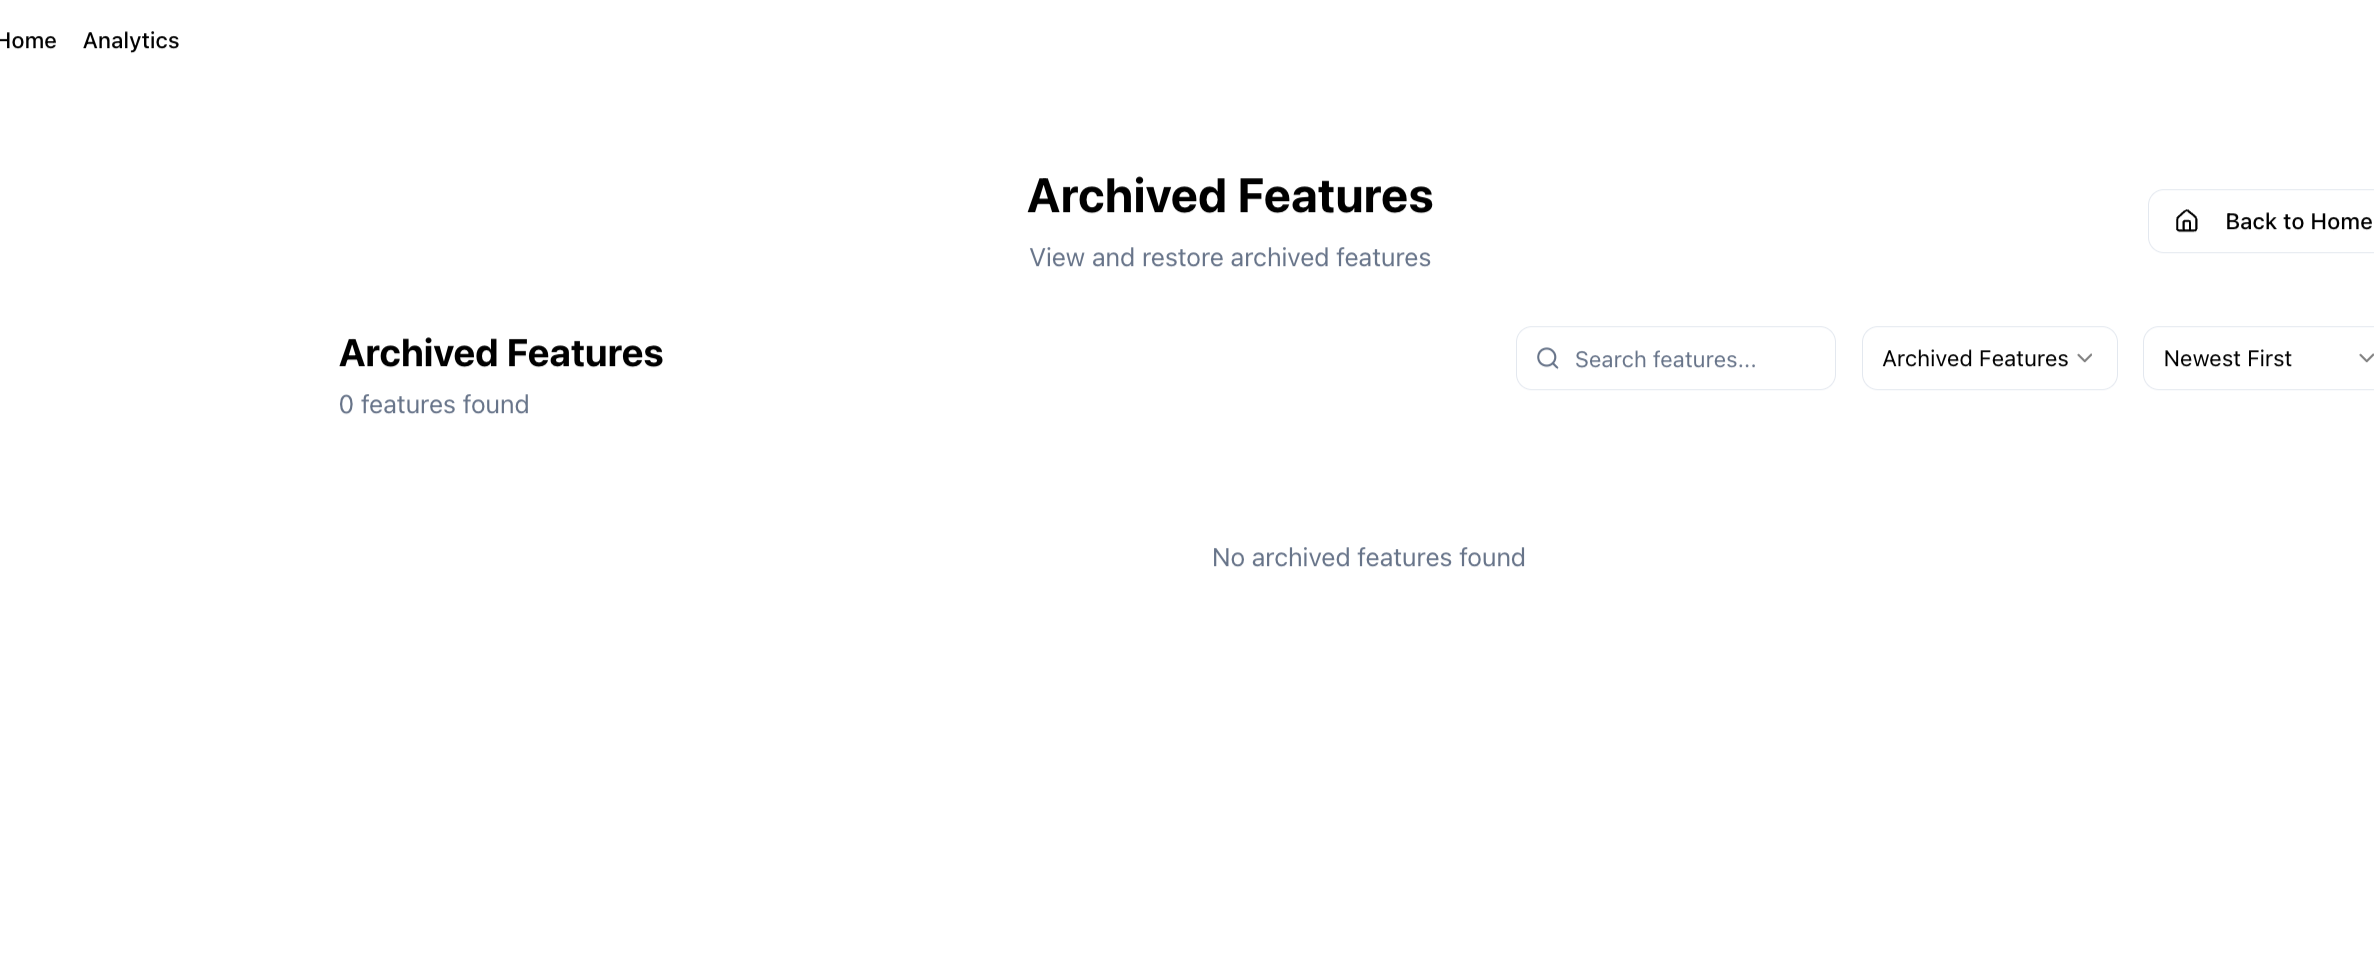 Home Analytics
Archived Features
View and restore archived features
Back to Home
Archived Features
0 features found
Search features...
Archived Features
Newest First
No archived features found